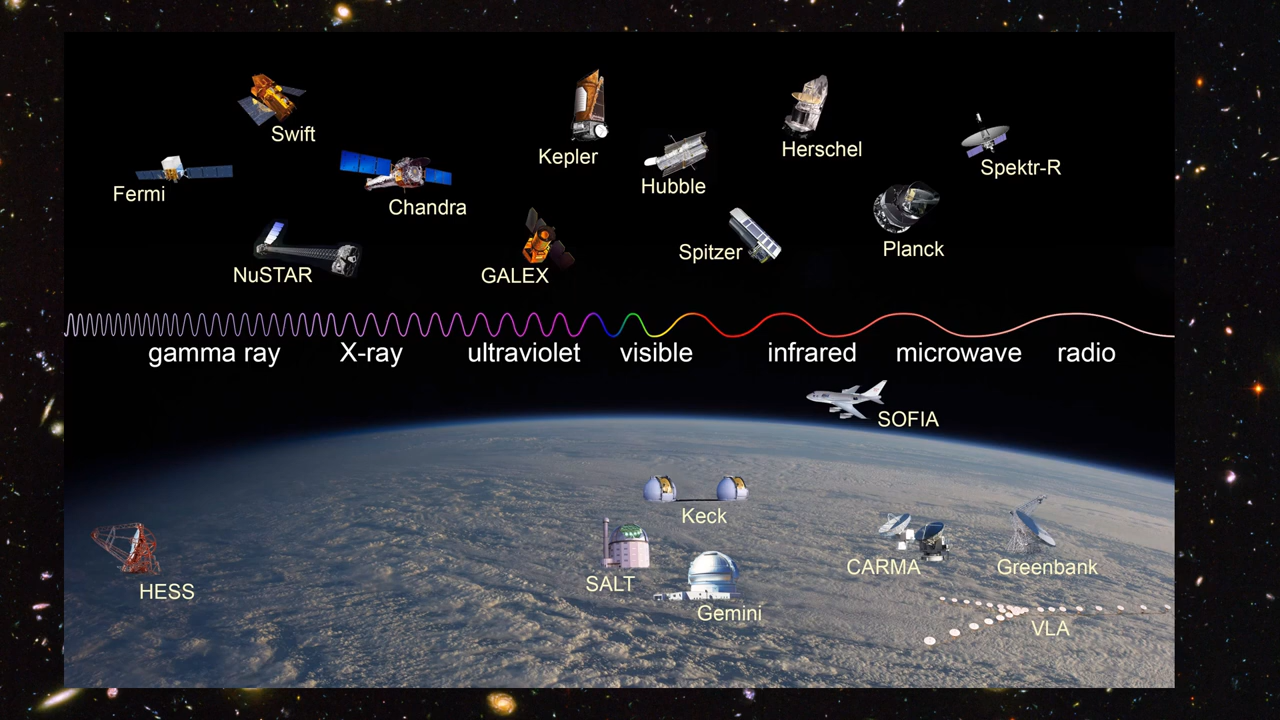 Swift
Kepler
Herschel
Hubble
Spektr-R
Fermi
Chandra
Spitzer
Planck
NuSTAR
GALEX
gamma ray
X-ray
ultraviolet
visible
infrared
microwave
radio
SOFIA
Keck
CARMA
Greenbank
HESS
SALT
Gemini
VLA